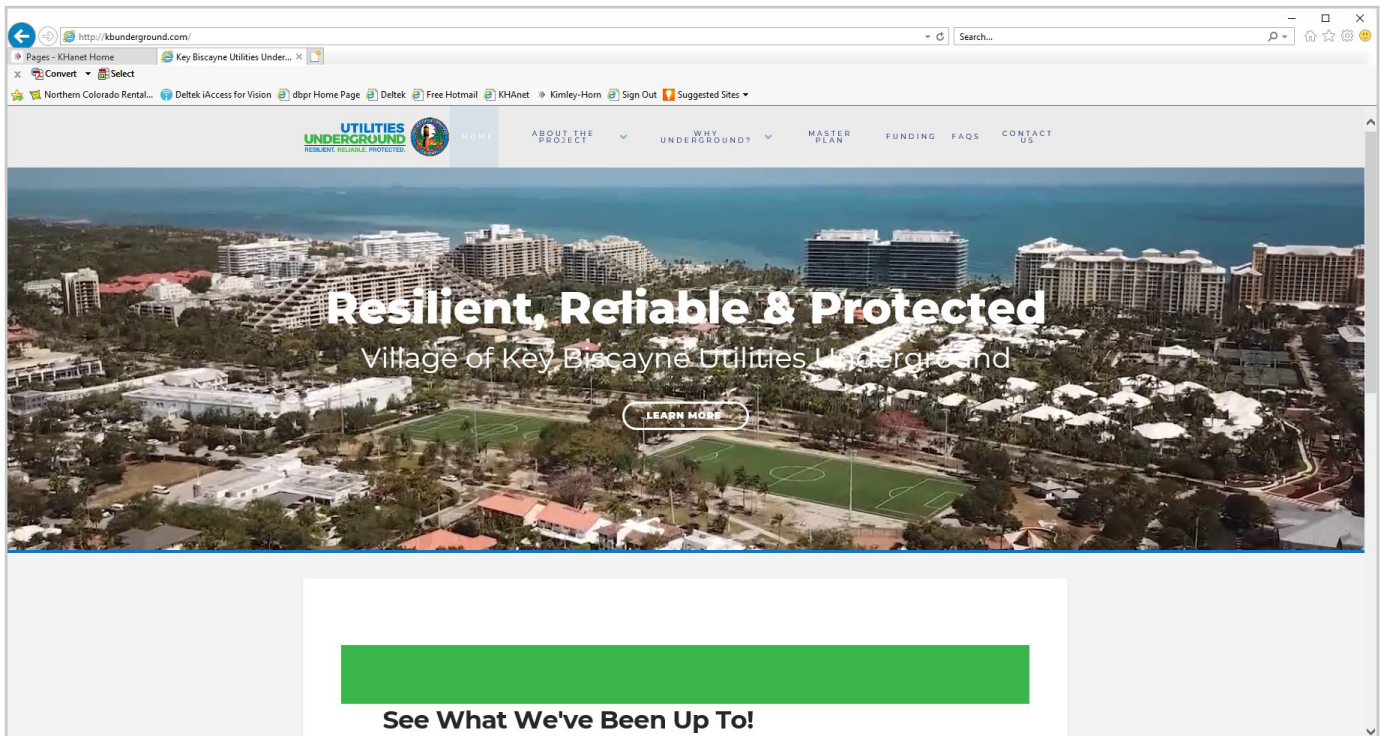 http://kbunderground.com/
Search...
Pages - KHanet Home
Key Biscayne Utilities Under...
x Convert Select
Northern Colorado Rental... Deltek iAccess for Vision dbpr Home Page Deltek Free Hotmail KHAnet Kimley-Horn Sign Out Suggested Sites
UTILITIES
UNDERGROUND
RESILIENT. RELIABLE. PROTECTED.
HOME
ABOUT THE
PROJECT
WHY
UNDERGROUND?
MASTER
PLAN
FUNDING
FAQS
CONTACT
US
Resilient, Reliable & Protected
Village of Key Biscayne Utilities Underground
LEARN MORE
See What We've Been Up To!